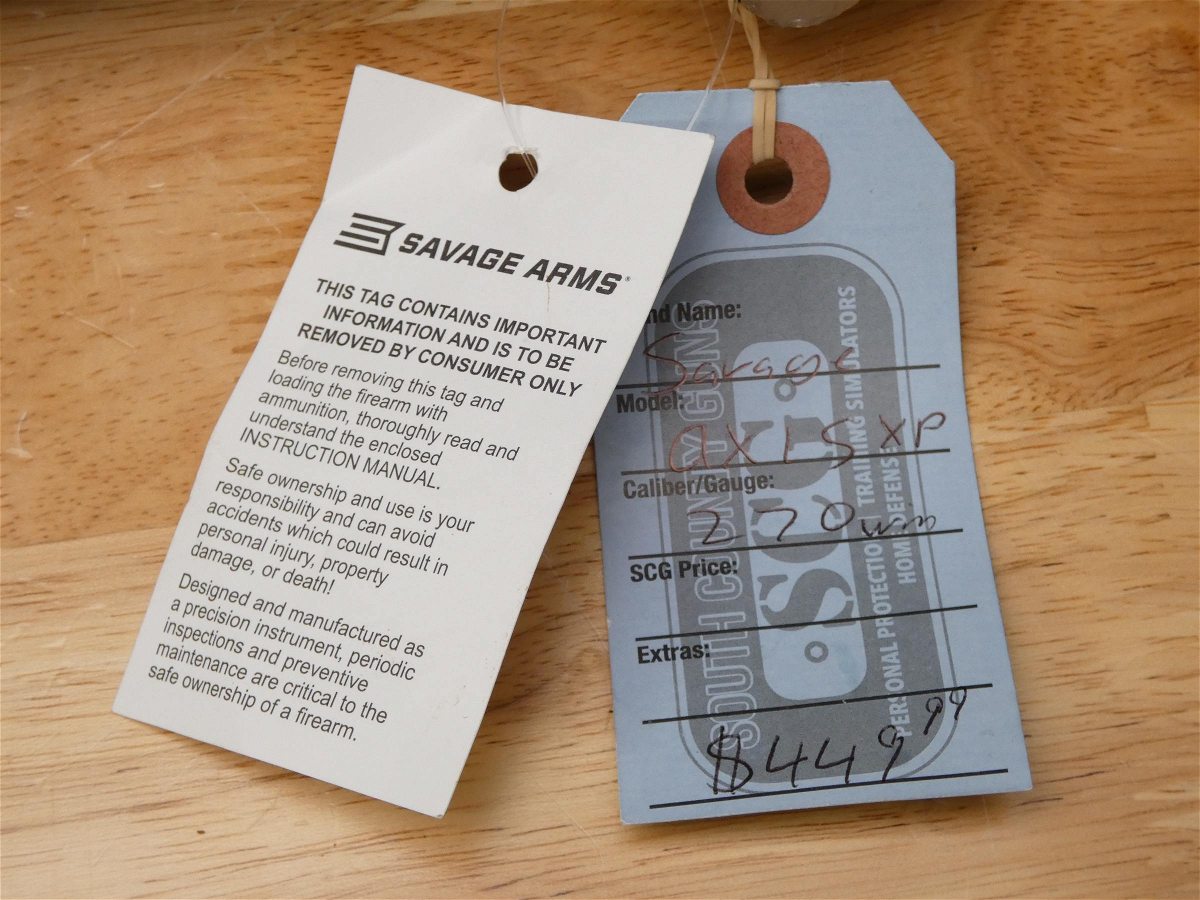 SAVAGE ARMS®
THIS TAG CONTAINS IMPORTANT
INFORMATION AND IS TO BE
REMOVED BY CONSUMER ONLY
Before removing this tag and
loading the firearm with
ammunition, thoroughly read and
understand the enclosed
INSTRUCTION MANUAL.
Safe ownership and use is your
responsibility and can avoid
accidents which could result in
personal injury, property
damage, or death!
Designed and manufactured as
a precision instrument, periodic
inspections and preventive
maintenance are critical to the
safe ownership of a firearm.
nd Name:
Savage
Model:
axis XP
Caliber/Gauge:
270 win
SCG Price:
Extras:
$449 99
SOUTH COUNTY GUNS
SCG
PERSONAL PROTECTION TRAINING SIMULATORS
HOME DEFENSE